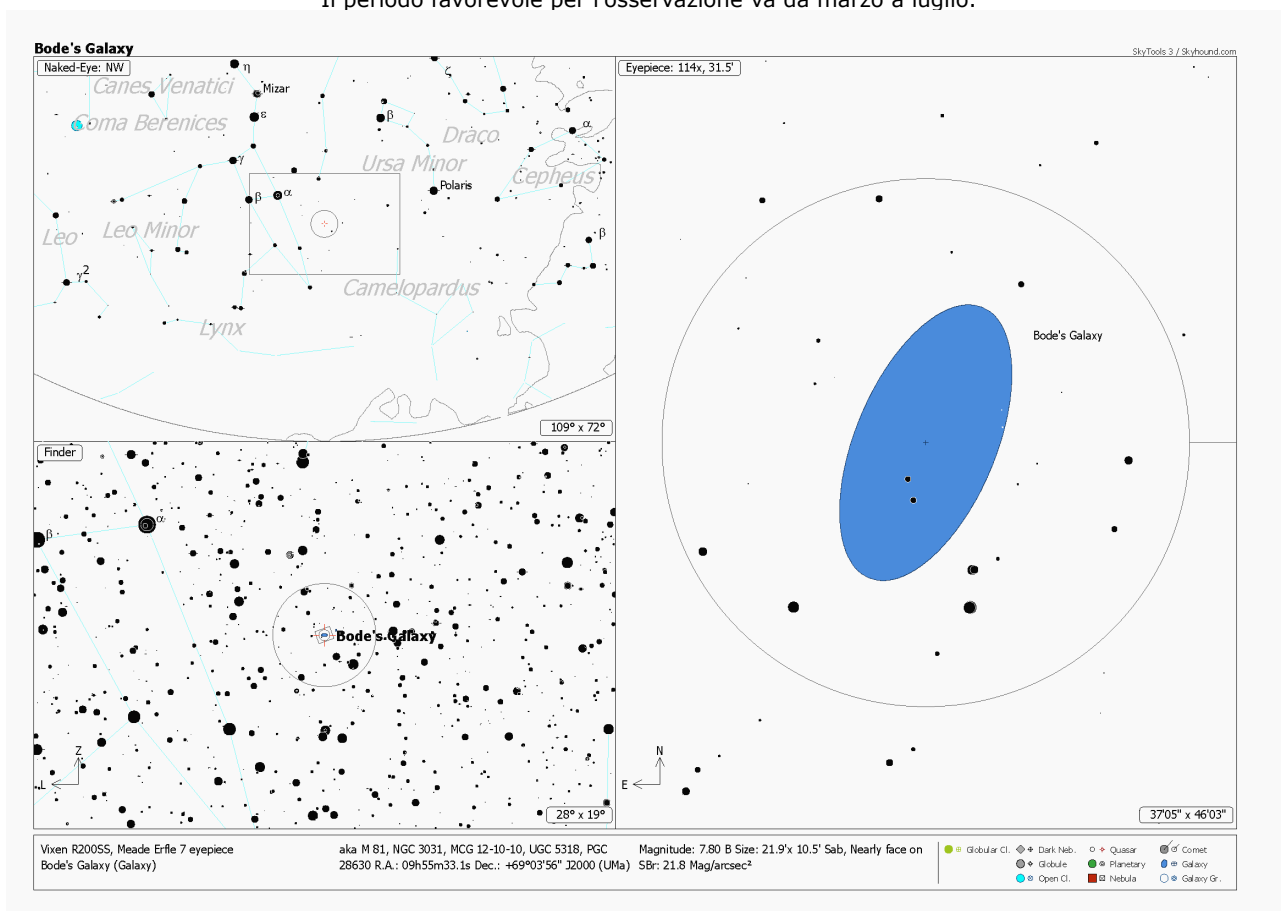 Il periodo favorevole per l'osservazione va da marzo a luglio.
Bode's Galaxy
SkyTools 3 / Skyhound.com
Naked-Eye: NW
η
ζ
Canes Venatici
Mizar
Coma Berenices
ε
β
Draco
α
γ
Ursa Minor
Cepheus
Polaris
β
α
Leo
Leo Minor
β
γ2
Camelopardus
Lynx
109° x 72°
Finder
α
β
Bode's Galaxy
Z
L
28° x 19°
Eyepiece: 114x, 31.5'
Bode's Galaxy
N
E
37'05" x 46'03"
Vixen R200SS, Meade Erfle 7 eyepiece
Bode's Galaxy (Galaxy)
aka M 81, NGC 3031, MCG 12-10-10, UGC 5318, PGC
28630 R.A.: 09h55m33.1s Dec.: +69°03'56" J2000 (UMa)
Magnitude: 7.80 B Size: 21.9'x 10.5' Sab, Nearly face on
SBr: 21.8 Mag/arcsec²
Globular Cl.
Dark Neb.
Quasar
Comet
Globule
Planetary
Galaxy
Open Cl.
Nebula
Galaxy Gr.